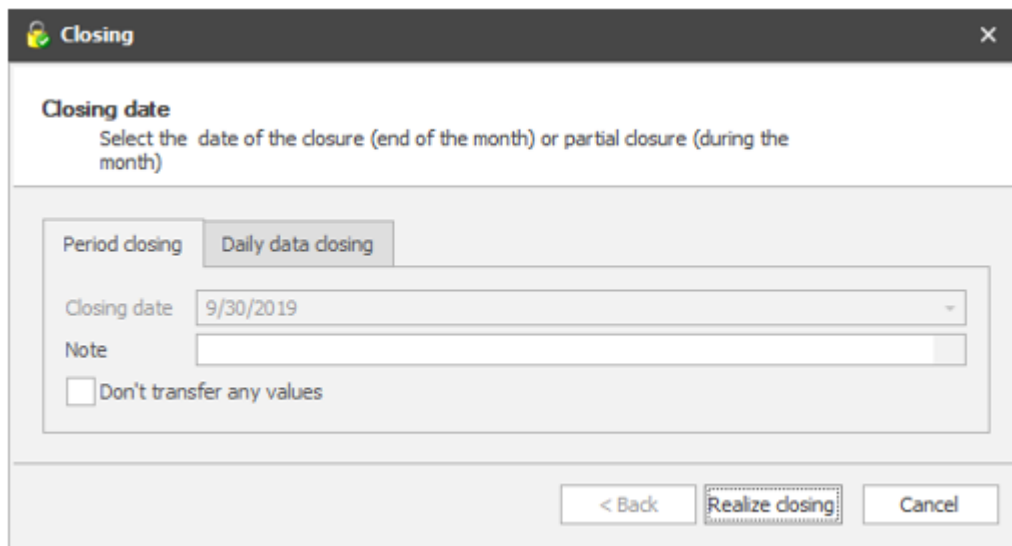 Closing
Closing date
Select the date of the closure (end of the month) or partial closure (during the
month)
Period closing
Daily data closing
Closing date
9/30/2019
Note
Don't transfer any values
< Back
Realize closing
Cancel